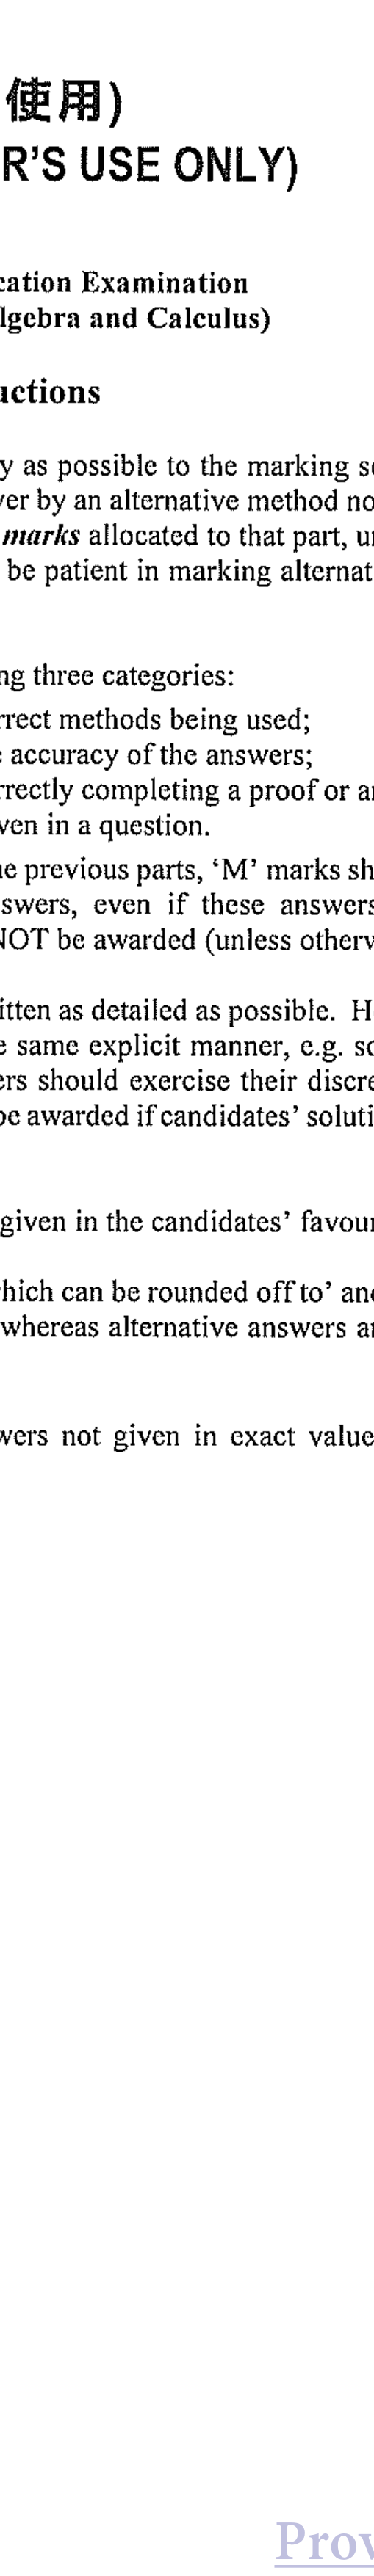 使用)
R'S USE ONLY)
cation Examination
lgebra and Calculus)
uctions
y as possible to the marking s
ver by an alternative method no
marks allocated to that part, u
be patient in marking alternat
ng three categories:
rrect methods being used;
e accuracy of the answers;
rrectly completing a proof or a
ven in a question.
he previous parts, 'M' marks sh
swers, even if these answers
NOT be awarded (unless otherw
itten as detailed as possible. H
e same explicit manner, e.g. s
ers should exercise their discre
be awarded if candidates' soluti
given in the candidates' favour
hich can be rounded off to' and
whereas alternative answers a
wers not given in exact value
Prov